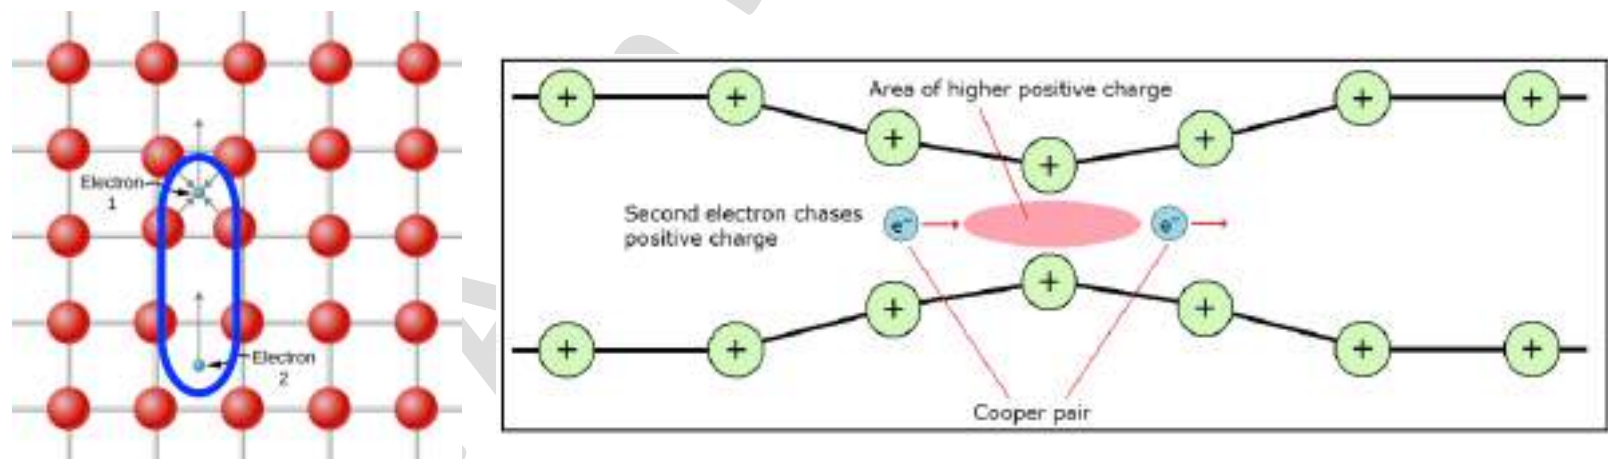 Electron
1
Electron
2
Area of higher positive charge
+ + + + + + +
Second electron chases
positive charge
e⁻ e⁻
+ + + + + + +
Cooper pair